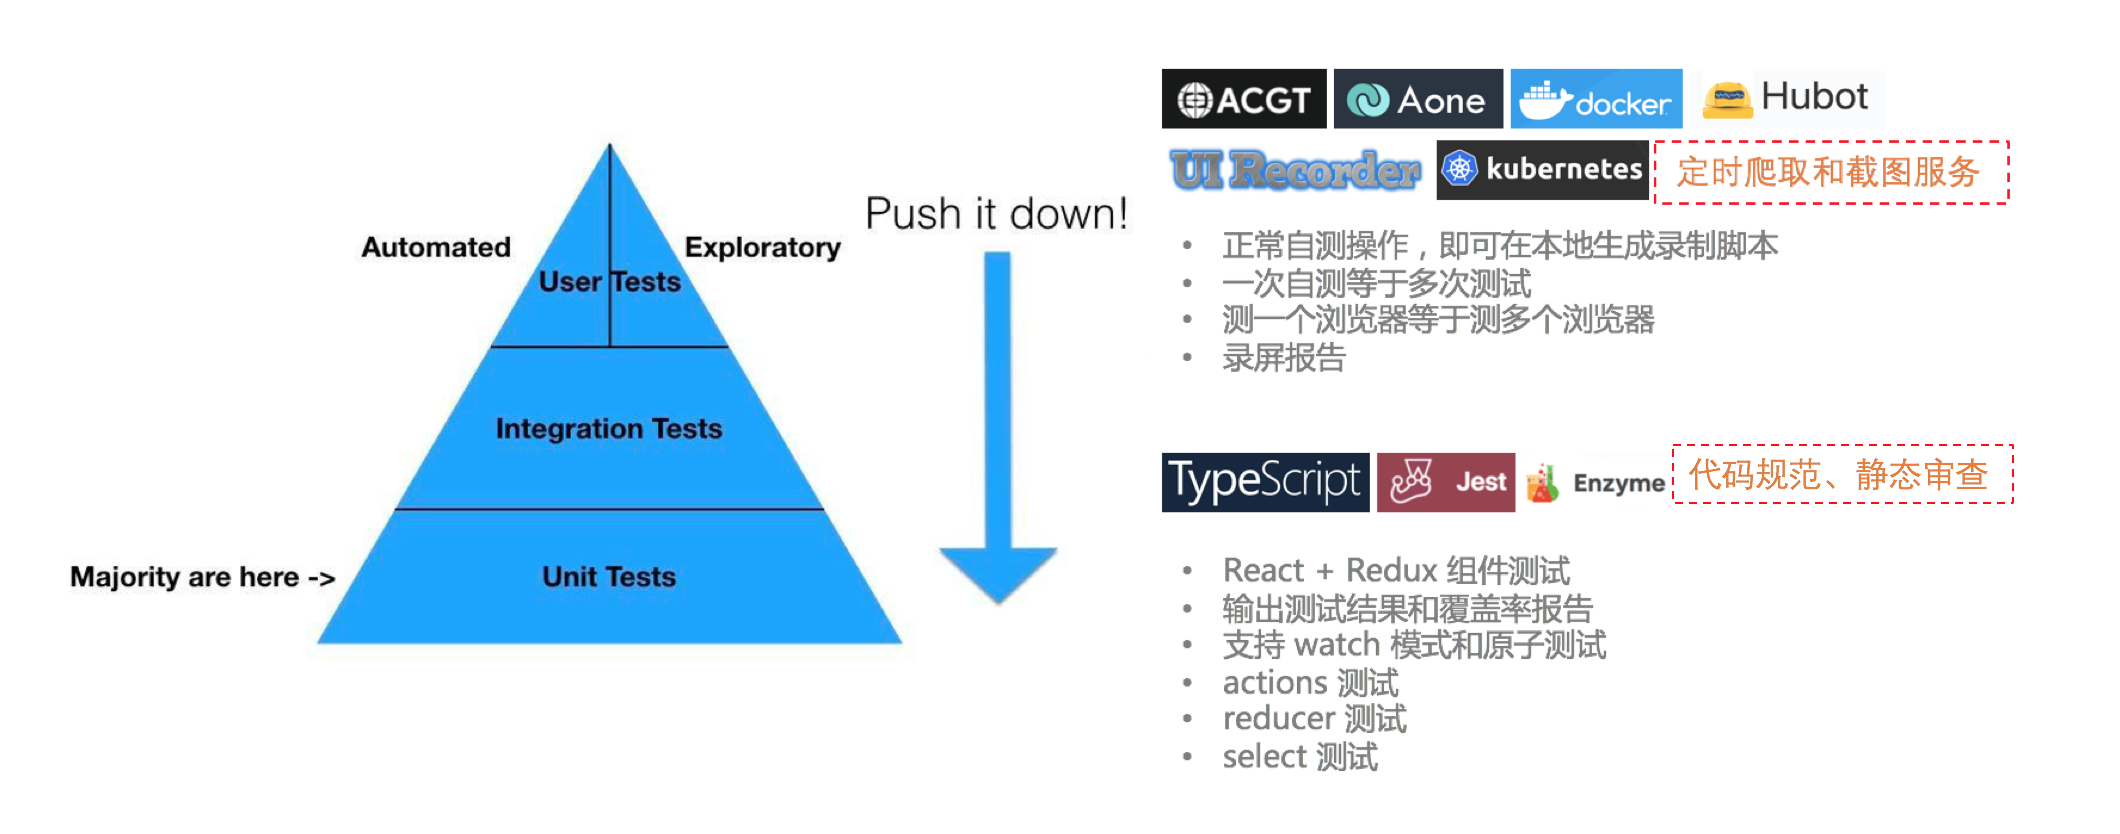 Automated
Exploratory
User Tests
Integration Tests
Majority are here ->
Unit Tests
Push it down!
ACGT
Aone
docker
Hubot
UI Recorder
kubernetes
定时爬取和截图服务
• 正常自测操作，即可在本地生成录制脚本
• 一次自测等于多次测试
• 测一个浏览器等于测多个浏览器
• 录屏报告
TypeScript
Jest
Enzyme
代码规范、静态审查
• React + Redux 组件测试
• 输出测试结果和覆盖率报告
• 支持 watch 模式和原子测试
• actions 测试
• reducer 测试
• select 测试